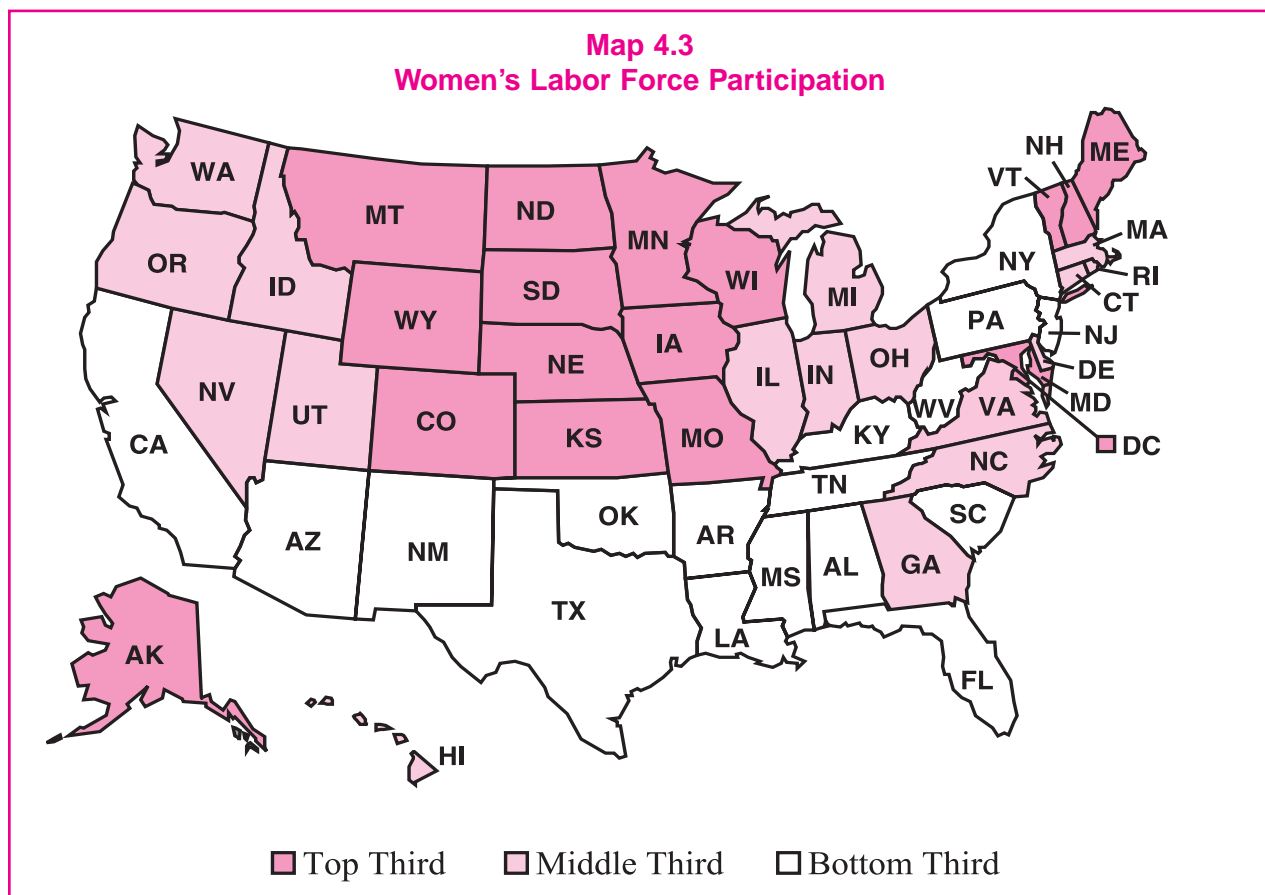 Map 4.3
Women's Labor Force Participation
WA
MT
ND
MN
VT
NH
ME
OR
ID
WY
SD
WI
MI
NY
MA
RI
CT
NV
UT
CO
NE
IA
IL
IN
OH
PA
NJ
DE
MD
DC
CA
KS
MO
KY
WV
VA
NC
AZ
NM
OK
AR
TN
SC
TX
LA
MS
AL
GA
FL
AK
HI
Top Third
Middle Third
Bottom Third